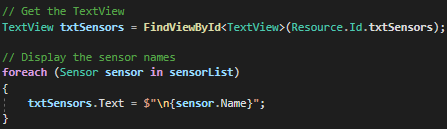 // Get the TextView
TextView txtSensors = FindViewById<TextView>(Resource.Id.txtSensors);
// Display the sensor names
foreach (Sensor sensor in sensorList)
{
txtSensors.Text = $"\n{sensor.Name}";
}